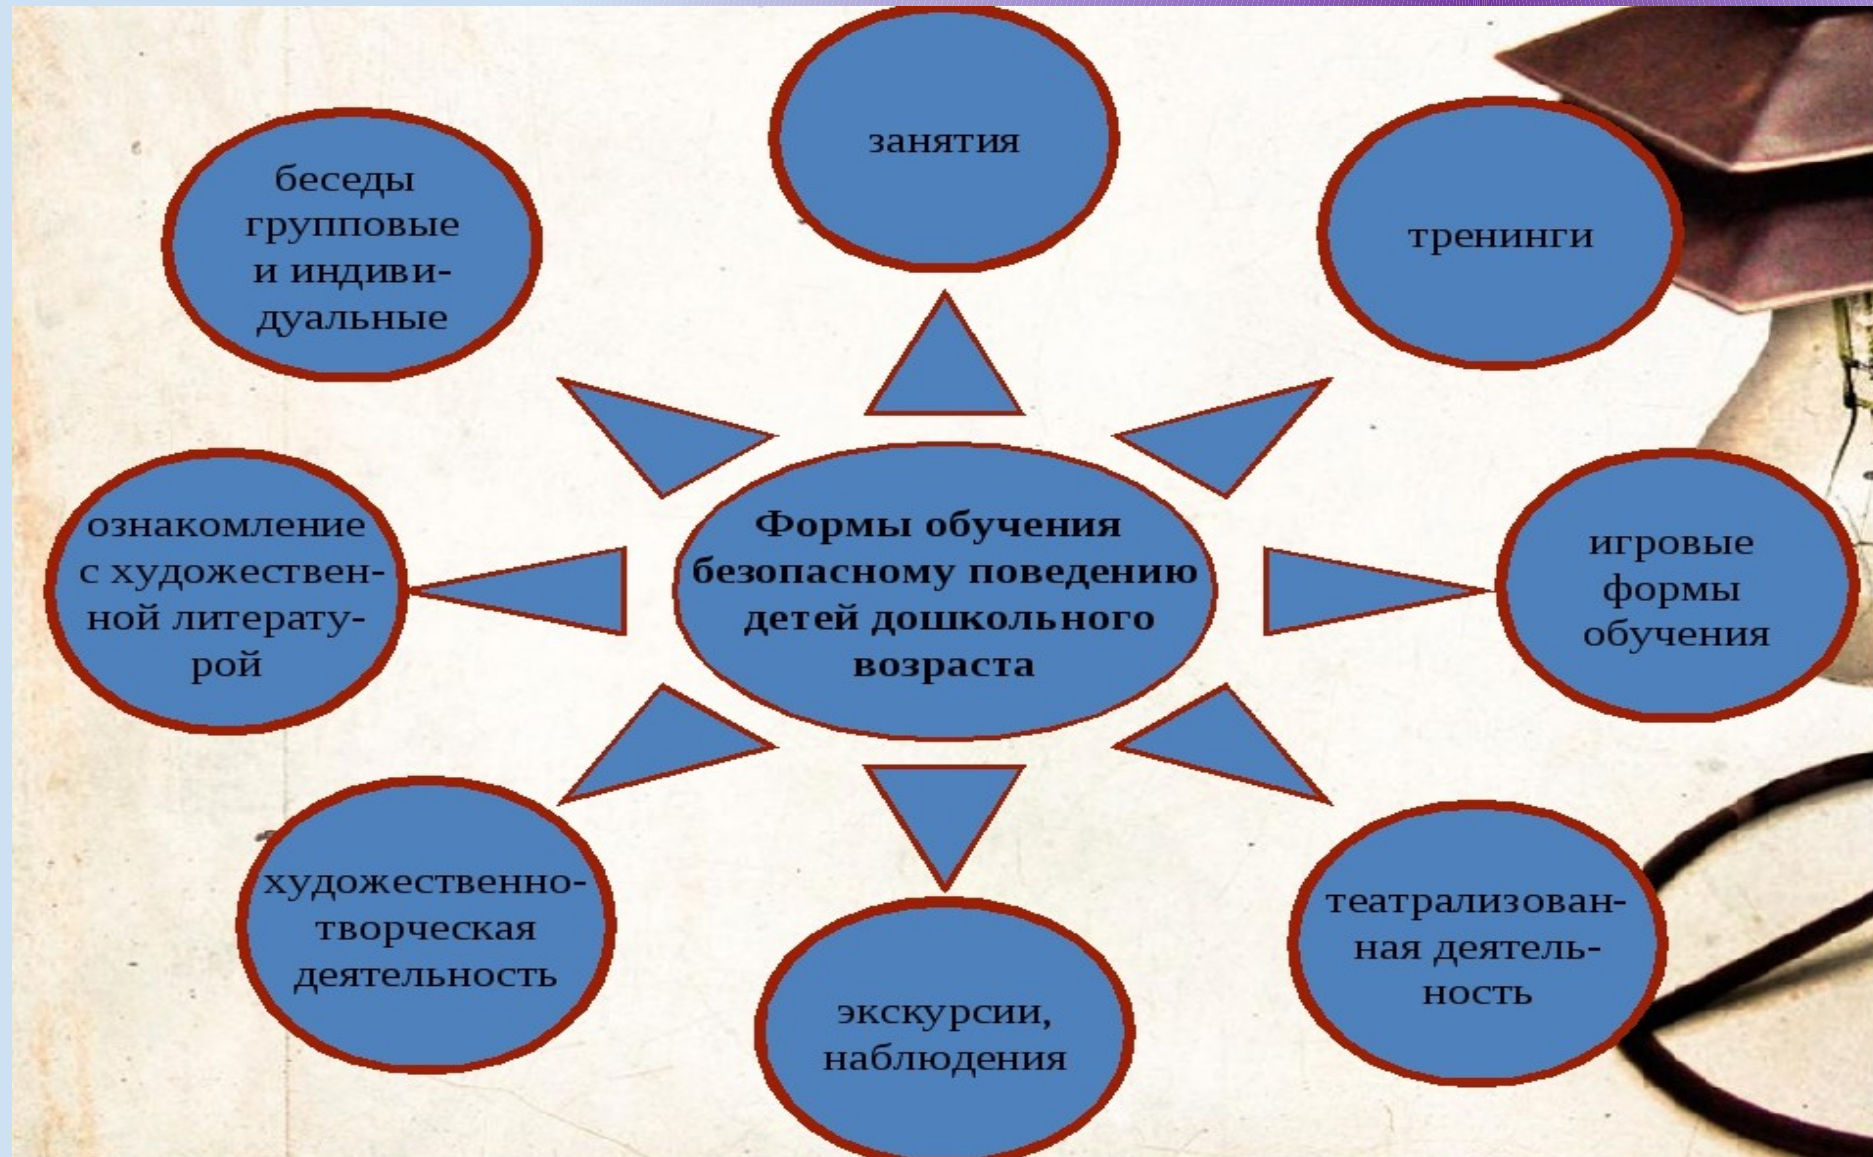 занятия
беседы
групповые
и индиви-
дуальные
тренинги
Формы обучения
безопасному поведению
детей дошкольного
возраста
ознакомление
с художествен-
ной литерату-
рой
игровые
формы
обучения
художественно-
творческая
деятельность
театрализован-
ная деятель-
ность
экскурсии,
наблюдения